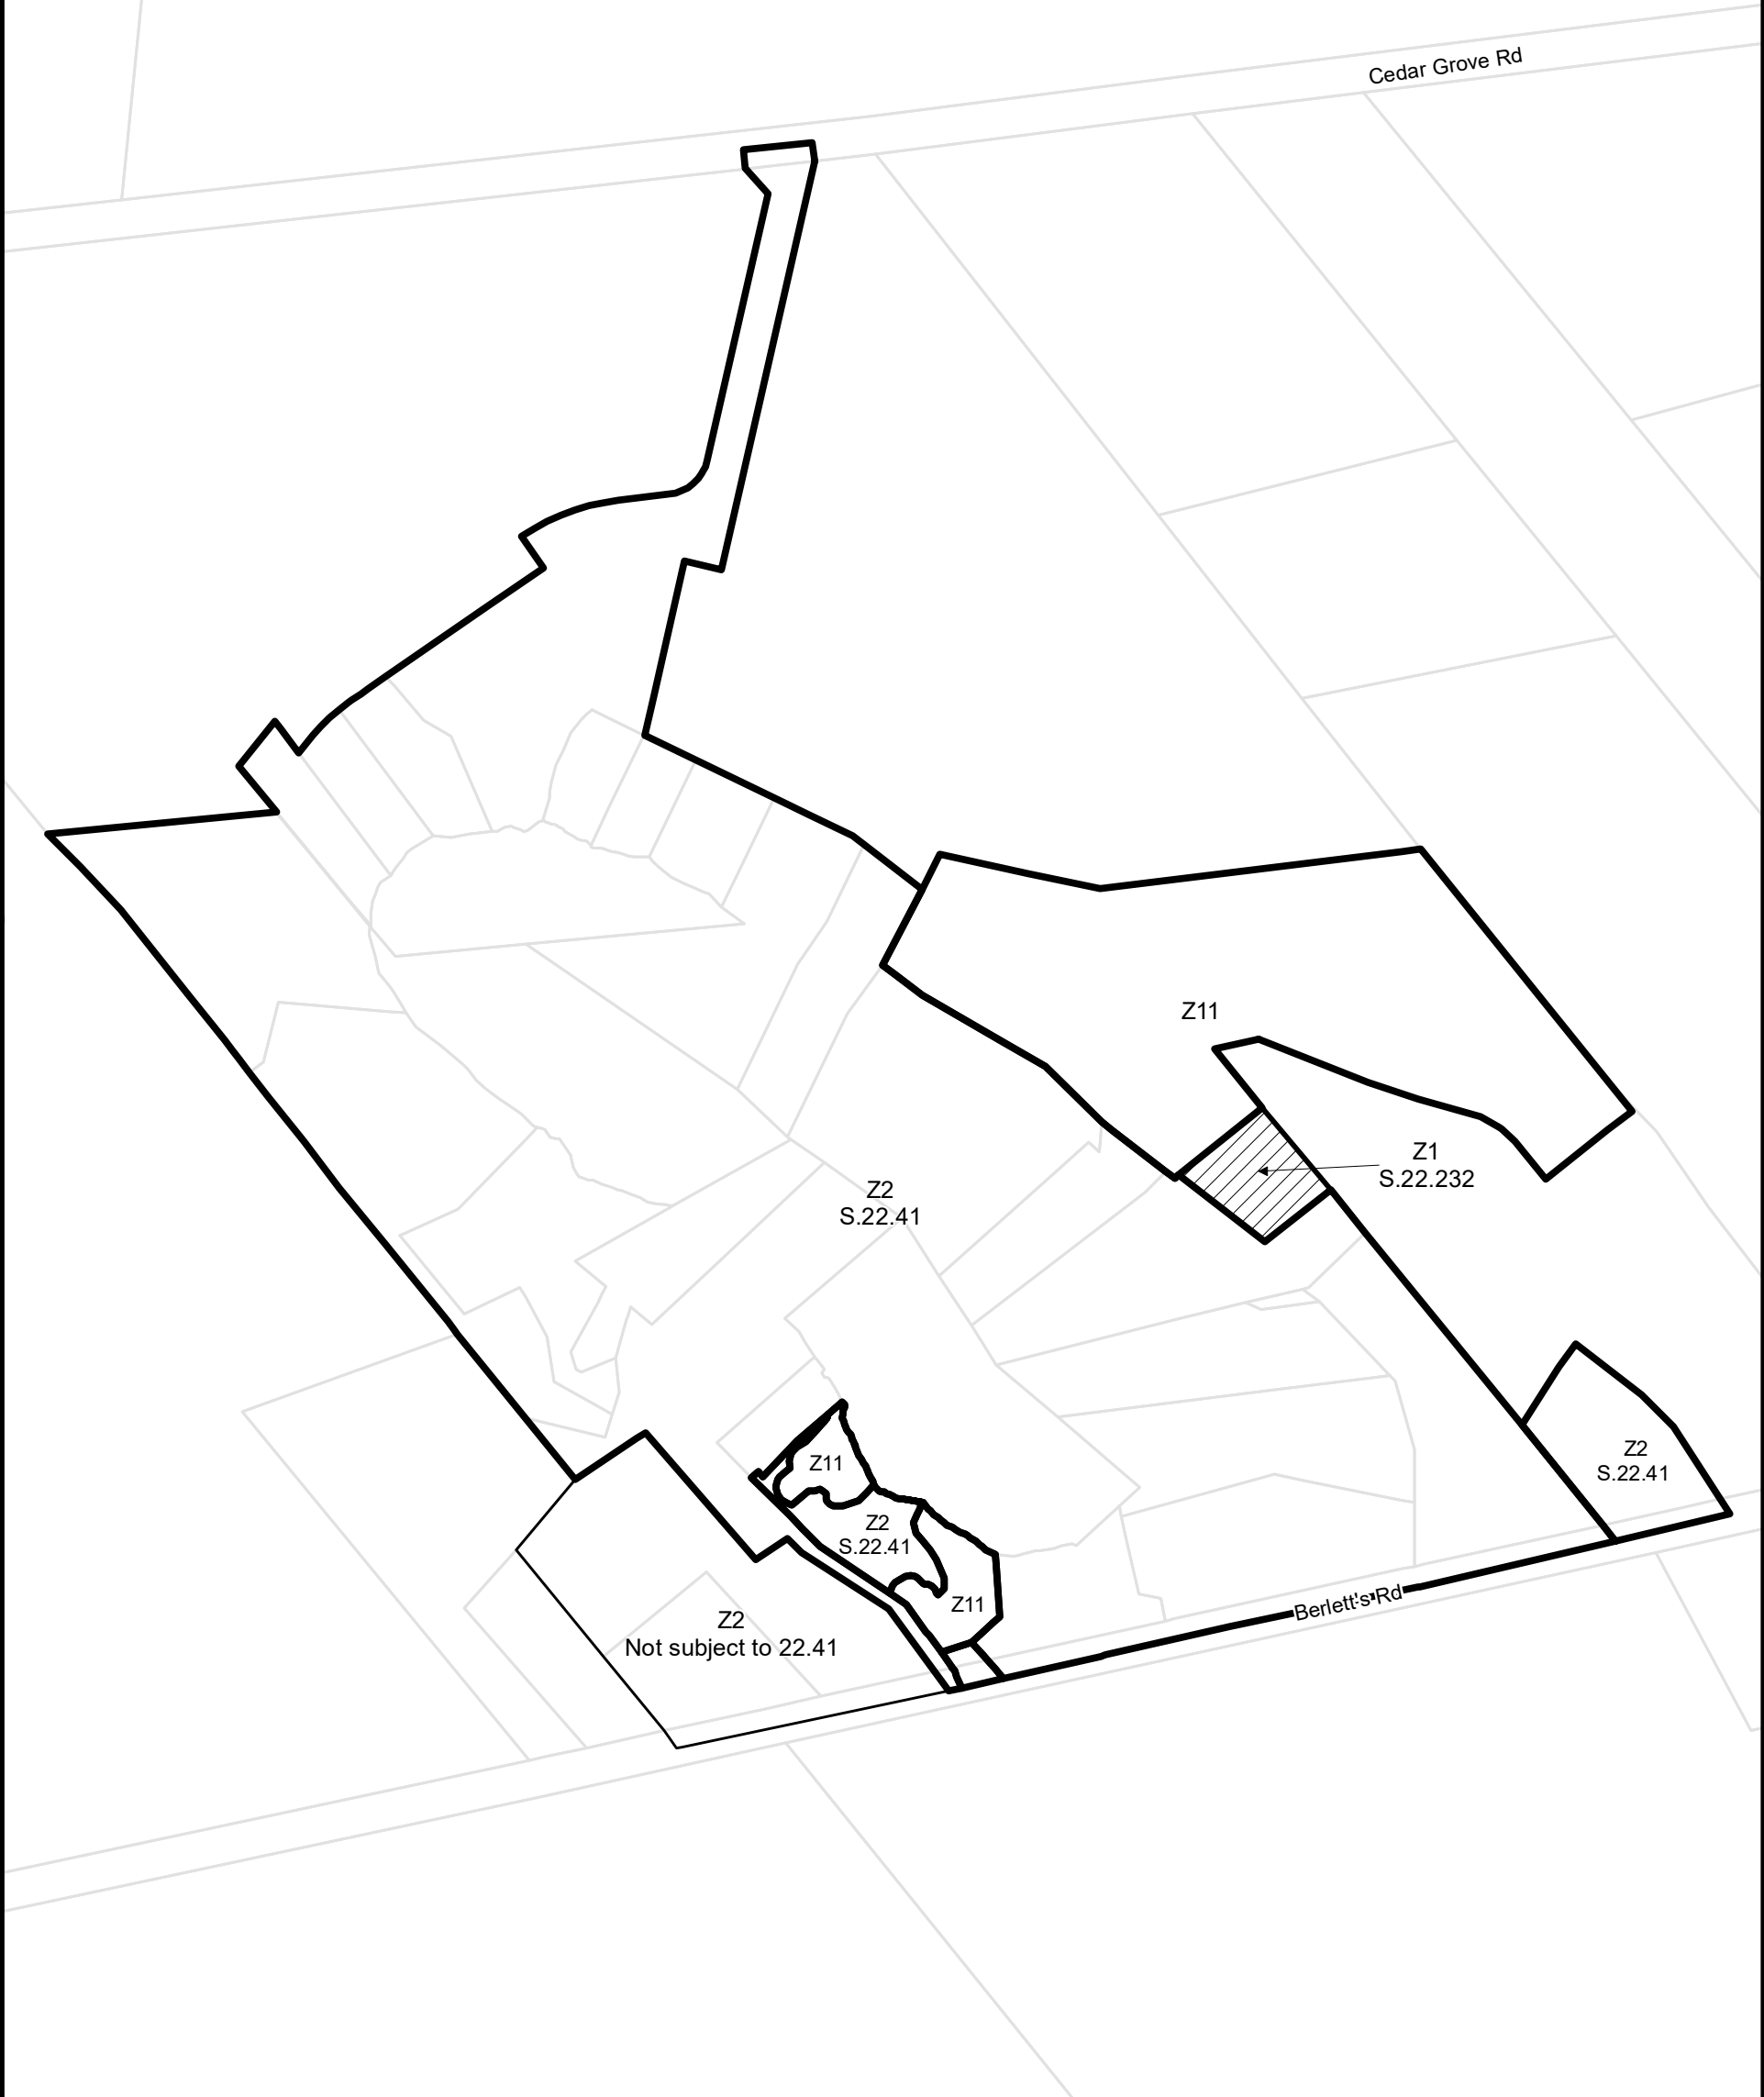 Cedar Grove Rd
Z11
Z1
S.22.232
Z2
S.22.41
Z2
S.22.41
Z11
Z2
S.22.41
Z11
Berlett's Rd
Z2
Not subject to 22.41